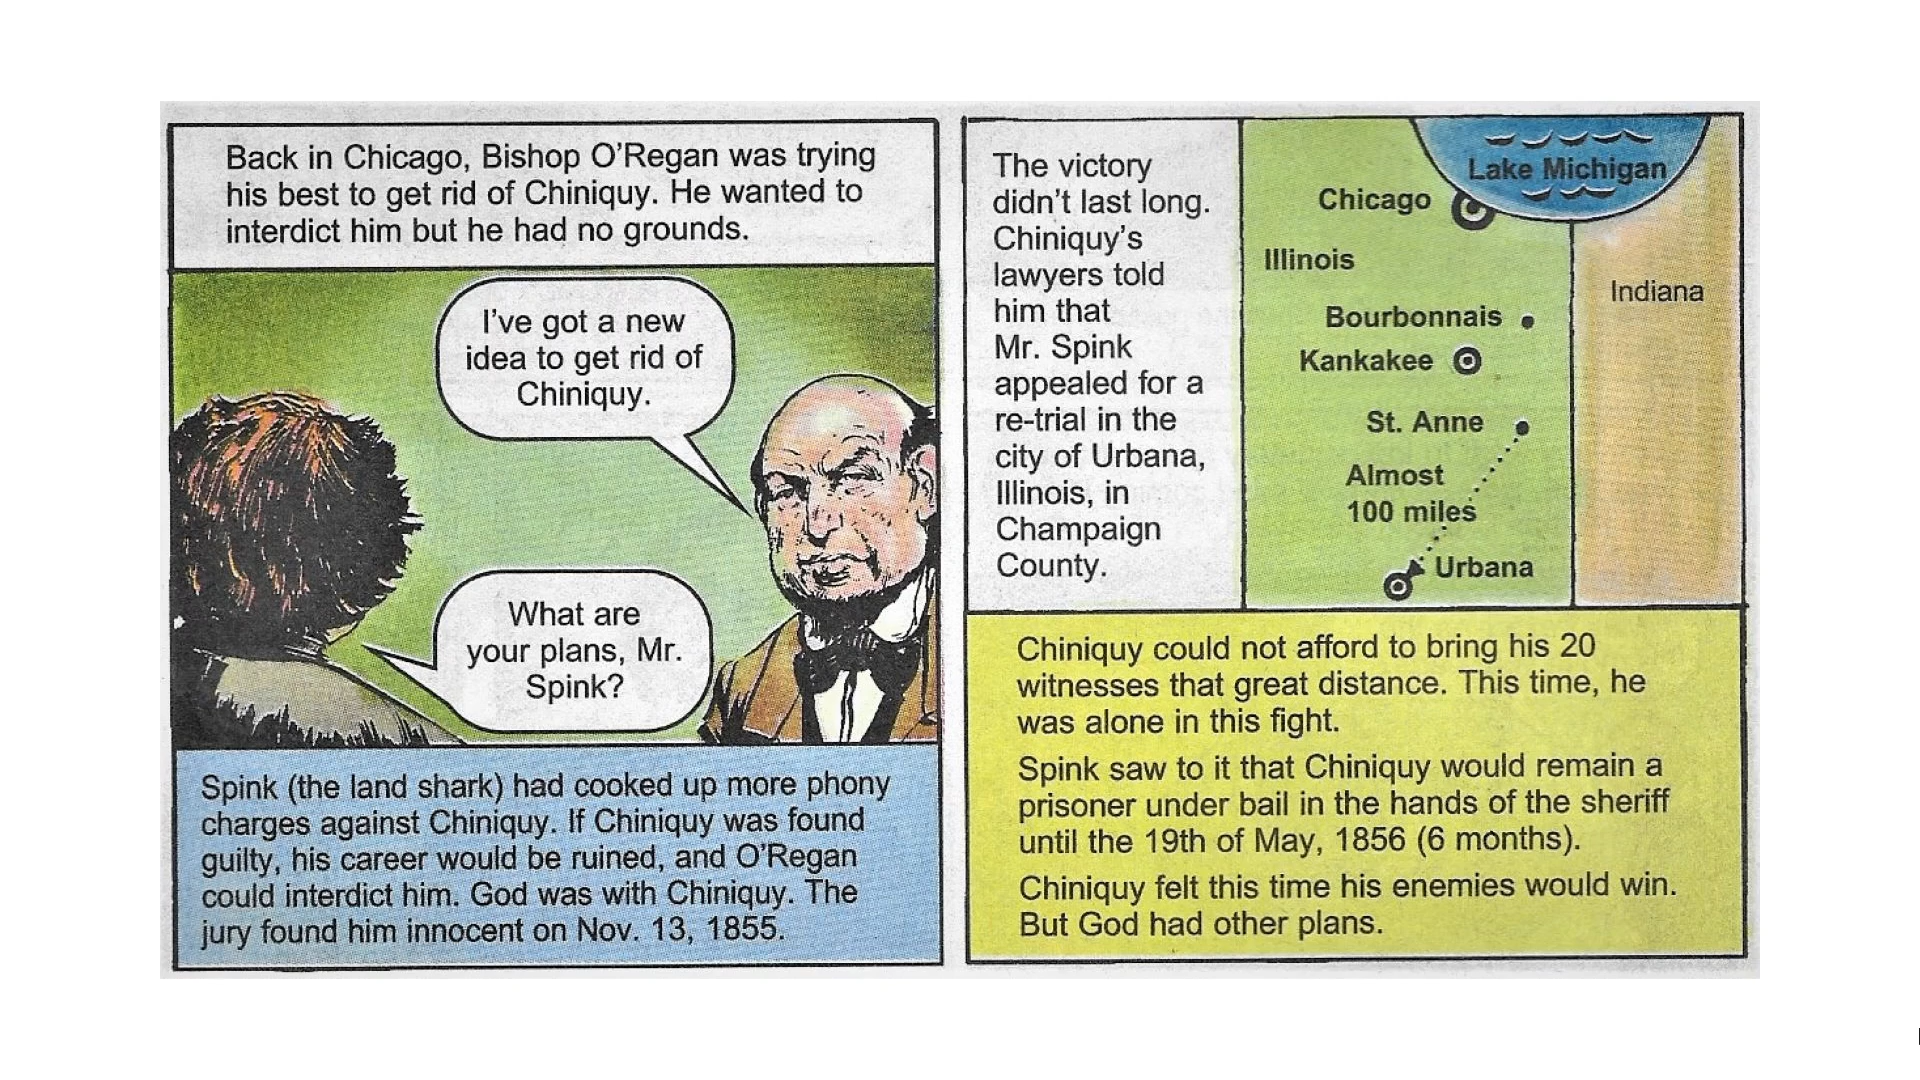 Back in Chicago, Bishop O'Regan was trying
his best to get rid of Chiniquy. He wanted to
interdict him but he had no grounds.
I've got a new
idea to get rid of
Chiniquy.
What are
your plans, Mr.
Spink?
Spink (the land shark) had cooked up more phony
charges against Chiniquy. If Chiniquy was found
guilty, his career would be ruined, and O'Regan
could interdict him. God was with Chiniquy. The
jury found him innocent on Nov. 13, 1855.
The victory
didn't last long.
Chiniquy's
lawyers told
him that
Mr. Spink
appealed for a
re-trial in the
city of Urbana,
Illinois, in
Champaign
County.
Lake Michigan
Chicago
Illinois
Indiana
Bourbonnais
Kankakee
St. Anne
Almost
100 miles
Urbana
Chiniquy could not afford to bring his 20
witnesses that great distance. This time, he
was alone in this fight.
Spink saw to it that Chiniquy would remain a
prisoner under bail in the hands of the sheriff
until the 19th of May, 1856 (6 months).
Chiniquy felt this time his enemies would win.
But God had other plans.